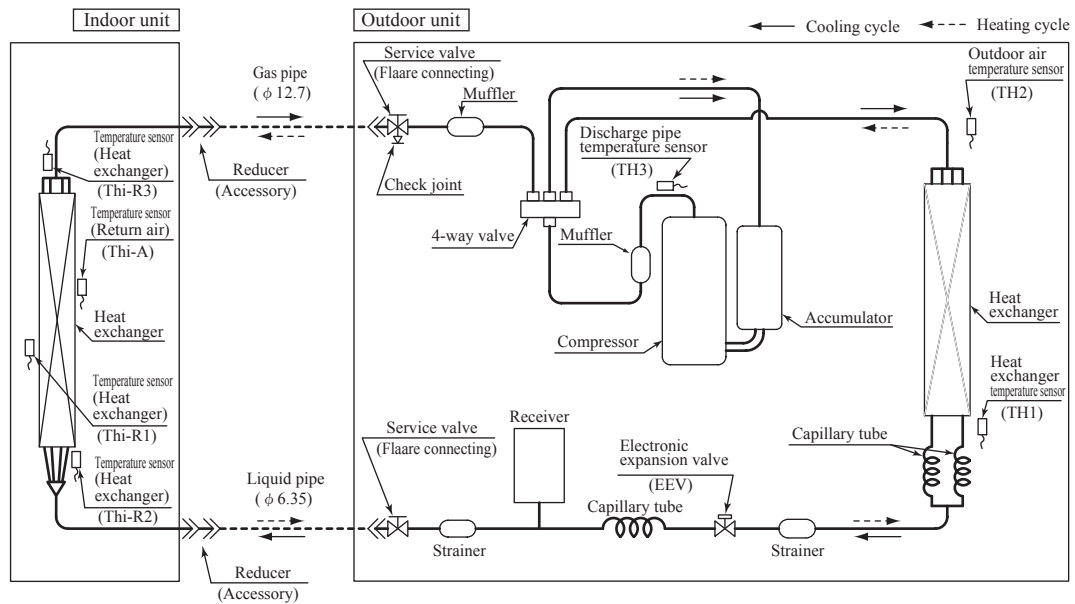 Indoor unit
Outdoor unit
Cooling cycle
Heating cycle
Service valve
(Flaare connecting)
Gas pipe
( φ 12.7)
Muffler
Outdoor air
temperature sensor
(TH2)
Temperature sensor
(Heat
exchanger)
(Thi-R3)
Reducer
(Accessory)
Check joint
Discharge pipe
temperature sensor
(TH3)
Temperature sensor
(Return air)
(Thi-A)
4-way valve
Muffler
Heat
exchanger
Compressor
Accumulator
Heat
exchanger
Temperature sensor
(Heat
exchanger)
(Thi-R1)
Heat
exchanger
temperature sensor
(TH1)
Service valve
(Flaare connecting)
Receiver
Electronic
expansion valve
(EEV)
Capillary tube
Temperature sensor
(Heat
exchanger)
(Thi-R2)
Liquid pipe
( φ 6.35)
Capillary tube
Strainer
Strainer
Reducer
(Accessory)